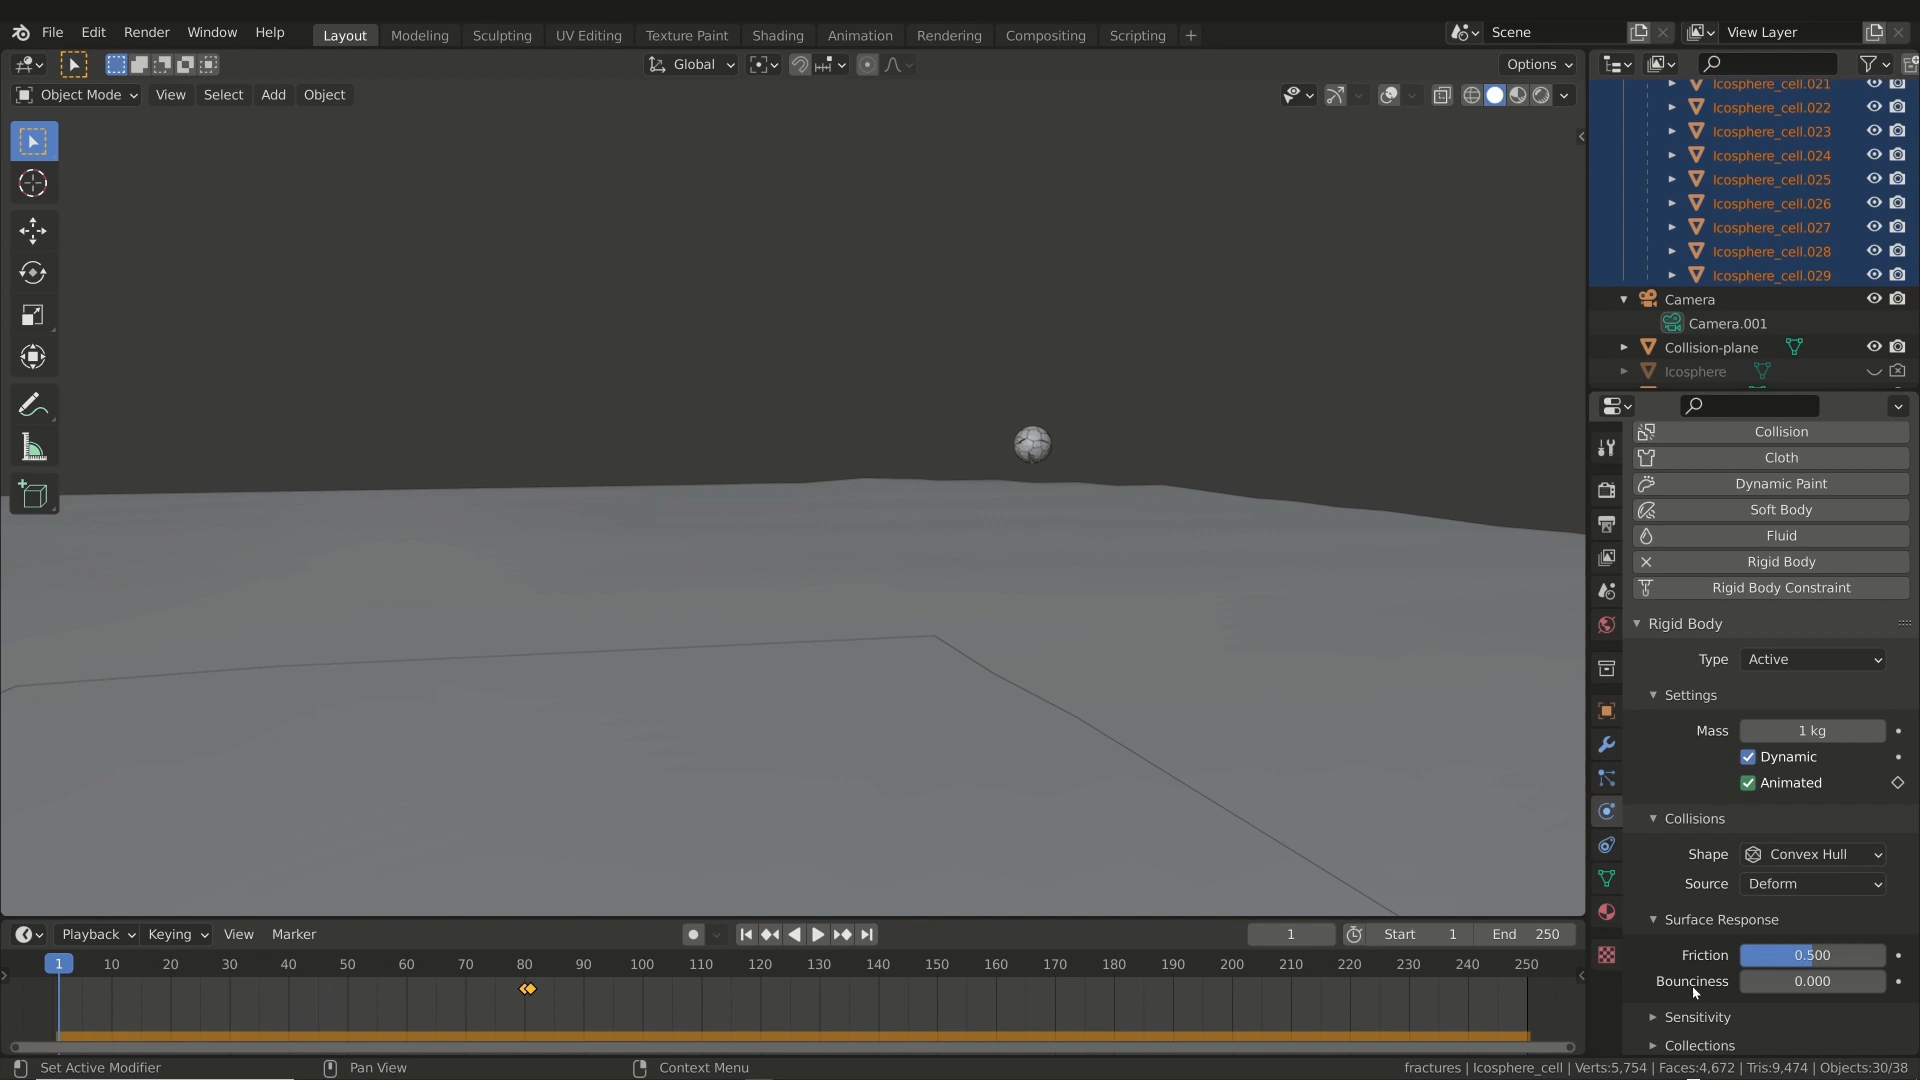 File Edit Render Window Help Layout Modeling Sculpting UV Editing Texture Paint Shading Animation Rendering Compositing Scripting + Scene View Layer
Global Options
Object Mode View Select Add Object
Icosphere_cell.021
Icosphere_cell.022
Icosphere_cell.023
Icosphere_cell.024
Icosphere_cell.025
Icosphere_cell.026
Icosphere_cell.027
Icosphere_cell.028
Icosphere_cell.029
Camera
Camera.001
Collision-plane
Icosphere
Collision
Cloth
Dynamic Paint
Soft Body
Fluid
Rigid Body
Rigid Body Constraint
Rigid Body
Type Active
Settings
Mass 1 kg
Dynamic
Animated
Collisions
Shape Convex Hull
Source Deform
Surface Response
Friction 0.500
Bounciness 0.000
Sensitivity
Collections
Playback Keying View Marker 1 Start 1 End 250
1 10 20 30 40 50 60 70 80 90 100 110 120 130 140 150 160 170 180 190 200 210 220 230 240 250
Set Active Modifier Pan View Context Menu fractures | Icosphere_cell | Verts:5,754 | Faces:4,672 | Tris:9,474 | Objects:30/38